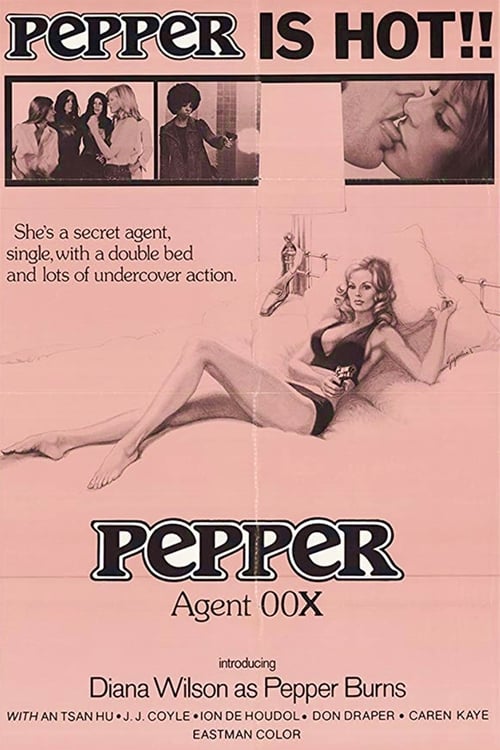 PEPPER IS HOT!!
She's a secret agent,
single, with a double bed
and lots of undercover action.
PEPPER
Agent 00X
introducing
Diana Wilson as Pepper Burns
WITH AN TSAN HU • J. J. COYLE • ION DE HOUDOL • DON DRAPER • CAREN KAYE
EASTMAN COLOR